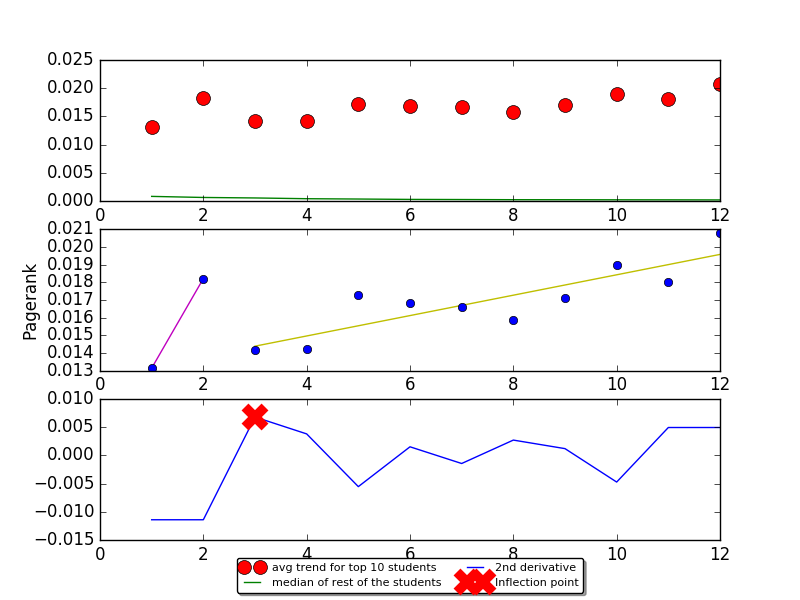 0.025
0.020
0.015
0.010
0.005
0.000
0 2 4 6 8 10 12
0.021
0.020
0.019
0.018
0.017
0.016
0.015
0.014
0.013
Pagerank
0 2 4 6 8 10 12
0.010
0.005
0.000
−0.005
−0.010
−0.015
0 2 4 6 8 10 12
avg trend for top 10 students
median of rest of the students
2nd derivative
Inflection point